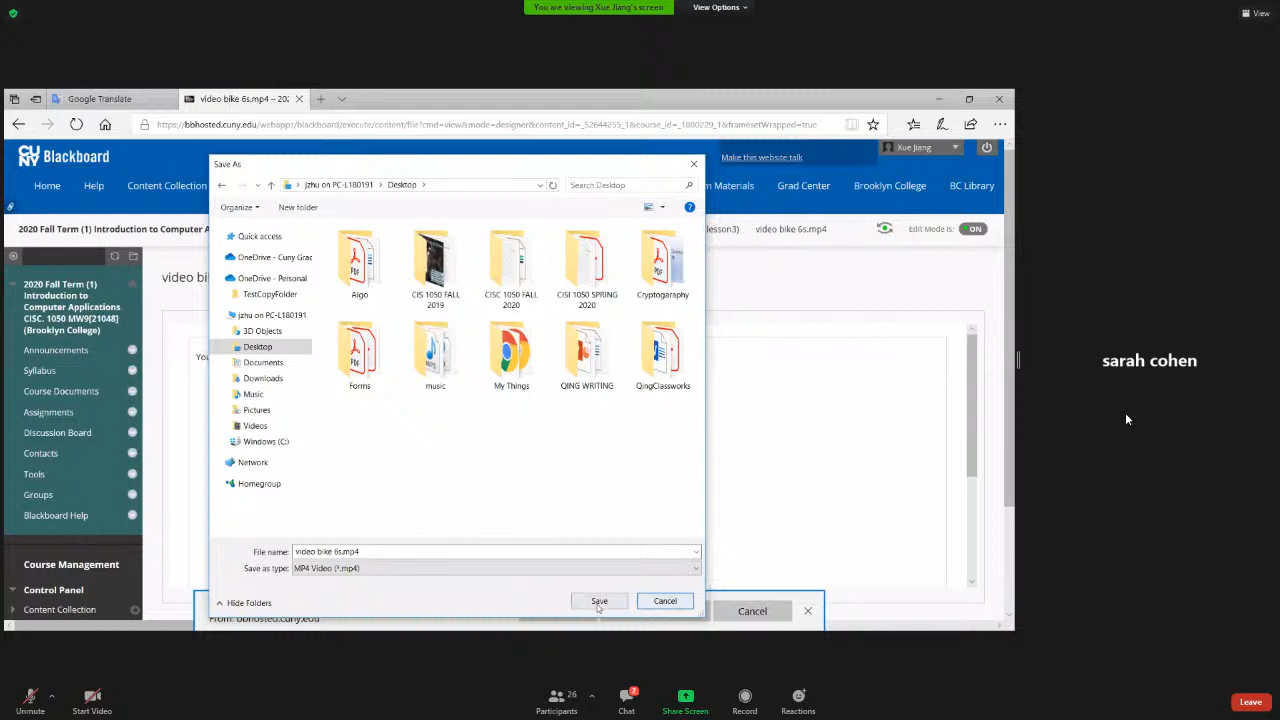 You are viewing Xue Jiang's screen
View Options
View
Google Translate
video bike 6s.mp4 – 202
https://bbhosted.cuny.edu/webapps/blackboard/execute/content/file?cmd=view&mode=designer&content_id=_52644255_1&course_id=_1880229_1&framesetWrapped=true
CUNY Blackboard
Make this website talk
Xue Jiang
Home
Help
Content Collection
Materials
Grad Center
Brooklyn College
BC Library
2020 Fall Term (1) Introduction to Computer
lesson3)
video bike 6s.mp4
Edit Mode is:
ON
2020 Fall Term (1)
Introduction to
Computer Applications
CISC. 1050 MW9[21048]
(Brooklyn College)
Announcements
Syllabus
Course Documents
Assignments
Discussion Board
Contacts
Tools
Groups
Blackboard Help
Course Management
Control Panel
Content Collection
video bi
You
Save As
jzhu on PC-L180191
Desktop
Search Desktop
Organize
New folder
Quick access
OneDrive - Cuny Grad
OneDrive - Personal
TestCopyFolder
jzhu on PC-L180191
3D Objects
Desktop
Documents
Downloads
Music
Pictures
Videos
Windows (C:)
Network
Homegroup
Algo
CIS 1050 FALL
2019
CISC 1050 FALL
2020
CISI 1050 SPRING
2020
Cryptogaraphy
Forms
music
My Things
QING WRITING
QingClassworks
File name:
video bike 6s.mp4
Save as type:
MP4 Video (*.mp4)
Hide Folders
Save
Cancel
From: bbhosted.cuny.edu
Cancel
sarah cohen
Unmute
Start Video
26
Participants
2
Chat
Share Screen
Record
Reactions
Leave